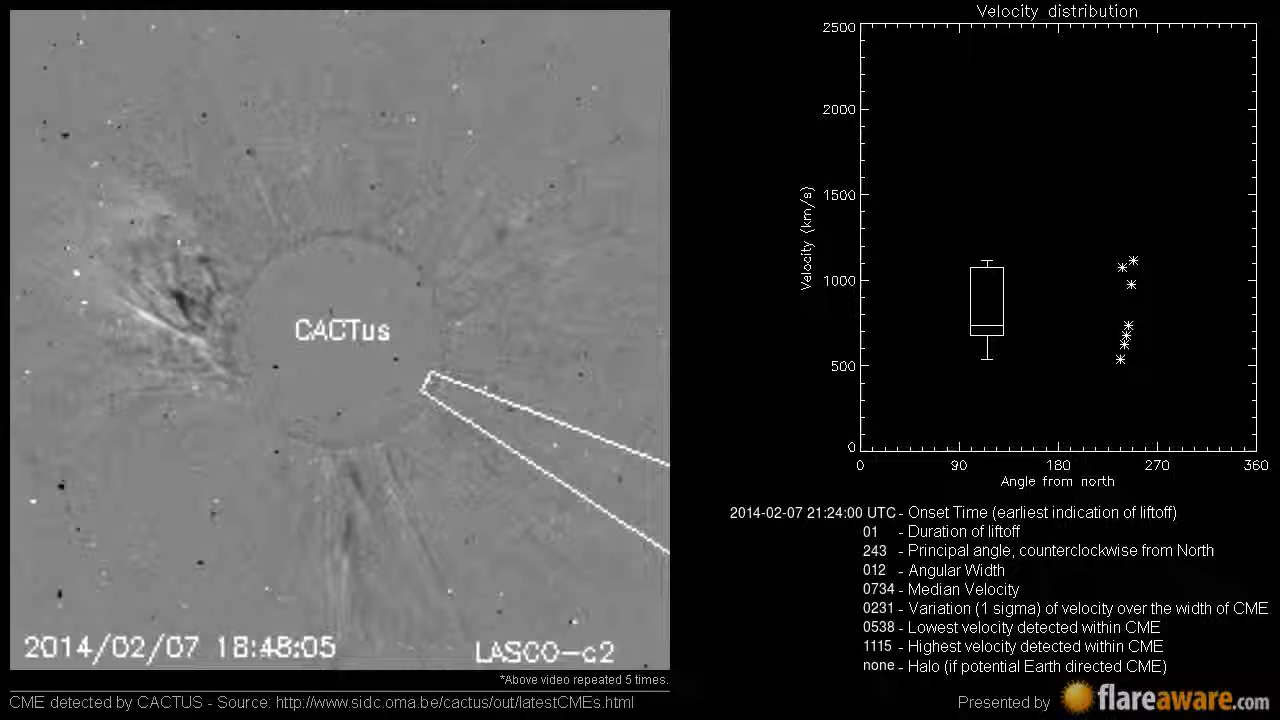 CACTus
2014/02/07 18:48:05 LASCO-c2
*Above video repeated 5 times.
CME detected by CACTUS - Source: http://www.sidc.oma.be/cactus/out/latestCMEs.html
Velocity distribution
Velocity (km/s)
2500
2000
1500
1000
500
0
0 90 180 270 360
Angle from north
2014-02-07 21:24:00 UTC - Onset Time (earliest indication of liftoff)
01 - Duration of liftoff
243 - Principal angle, counterclockwise from North
012 - Angular Width
0734 - Median Velocity
0231 - Variation (1 sigma) of velocity over the width of CME
0538 - Lowest velocity detected within CME
1115 - Highest velocity detected within CME
none - Halo (if potential Earth directed CME)
Presented by flareaware.com